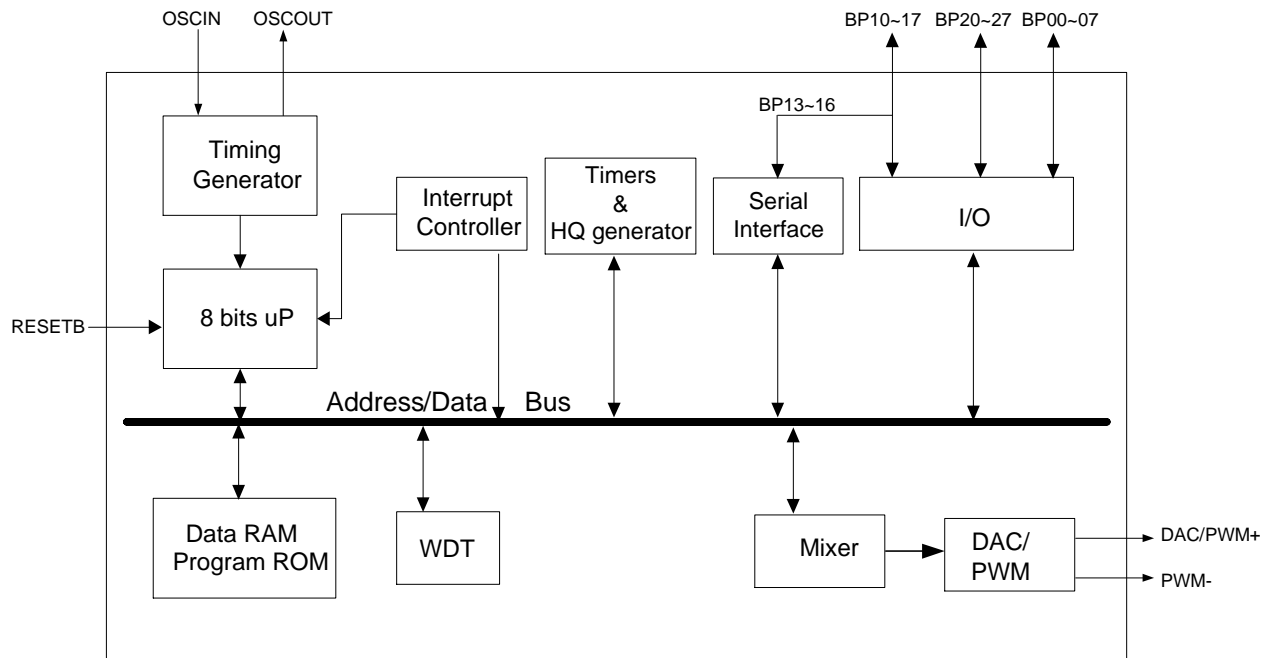 OSCIN OSCOUT BP10~17 BP20~27 BP00~07
BP13~16
Timing
Generator
Interrupt
Controller
Timers
&
HQ generator
Serial
Interface
I/O
8 bits uP
RESETB
Address/Data Bus
Data RAM
Program ROM
WDT
Mixer
DAC/
PWM
DAC/PWM+
PWM-